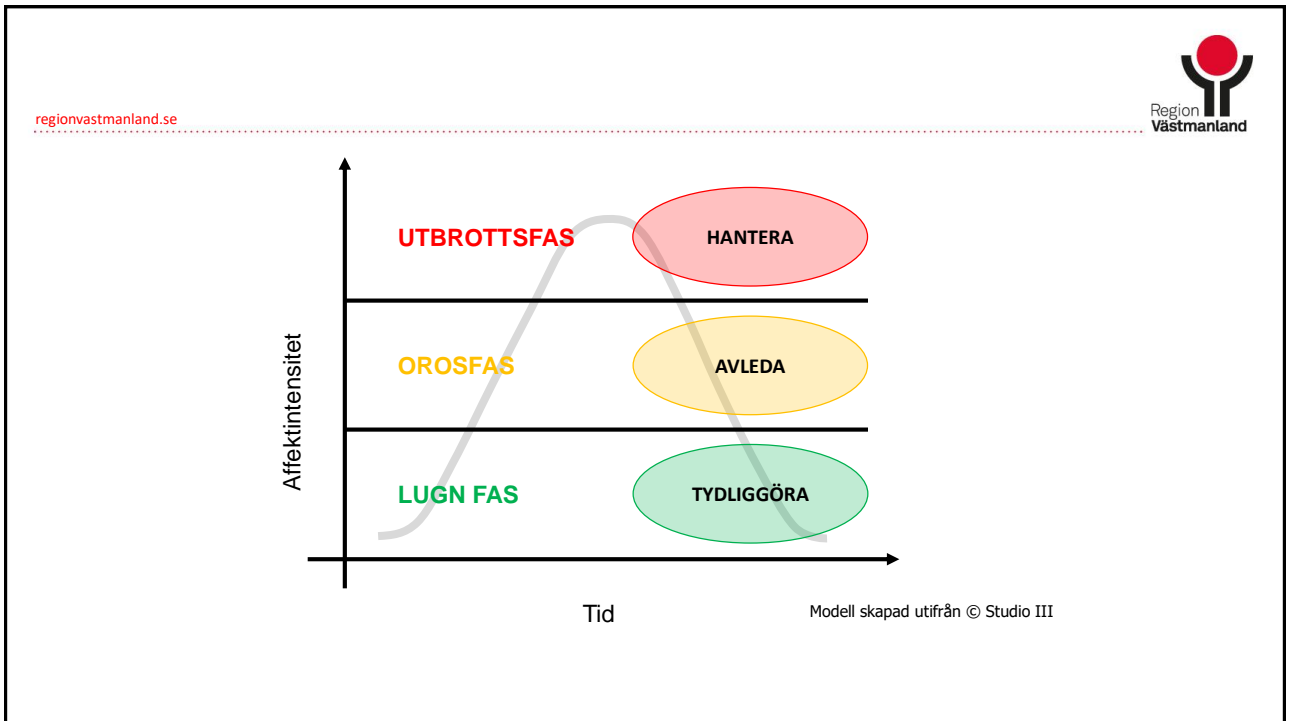 regionvastmanland.se
Region
Västmanland
UTBROTTSFAS
HANTERA
OROSFAS
AVLEDA
LUGN FAS
TYDLIGGÖRA
Affektintensitet
Tid
Modell skapad utifrån © Studio III